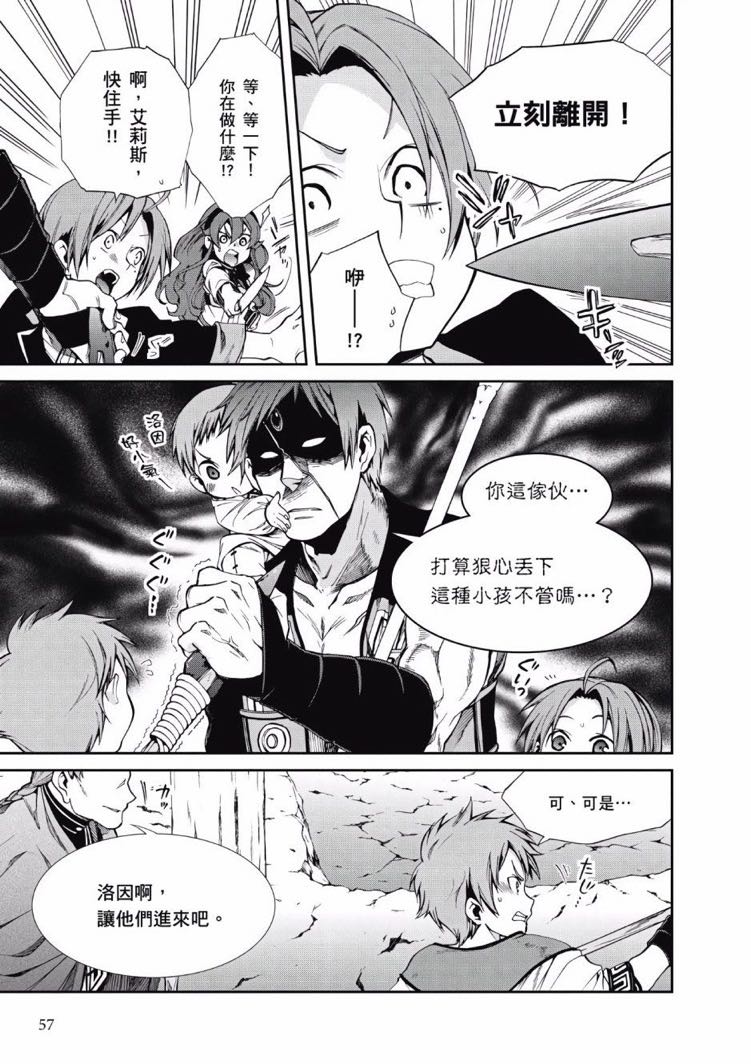 立刻離開！
咿——!?
等、等一下！
你在做什麼!?
啊，艾莉斯，
快住手!!
你這傢伙…
打算狠心丟下
這種小孩不管嗎…？
洛因
好小氣—
可、可是…
たじ…
洛因啊，
讓他們進來吧。
57